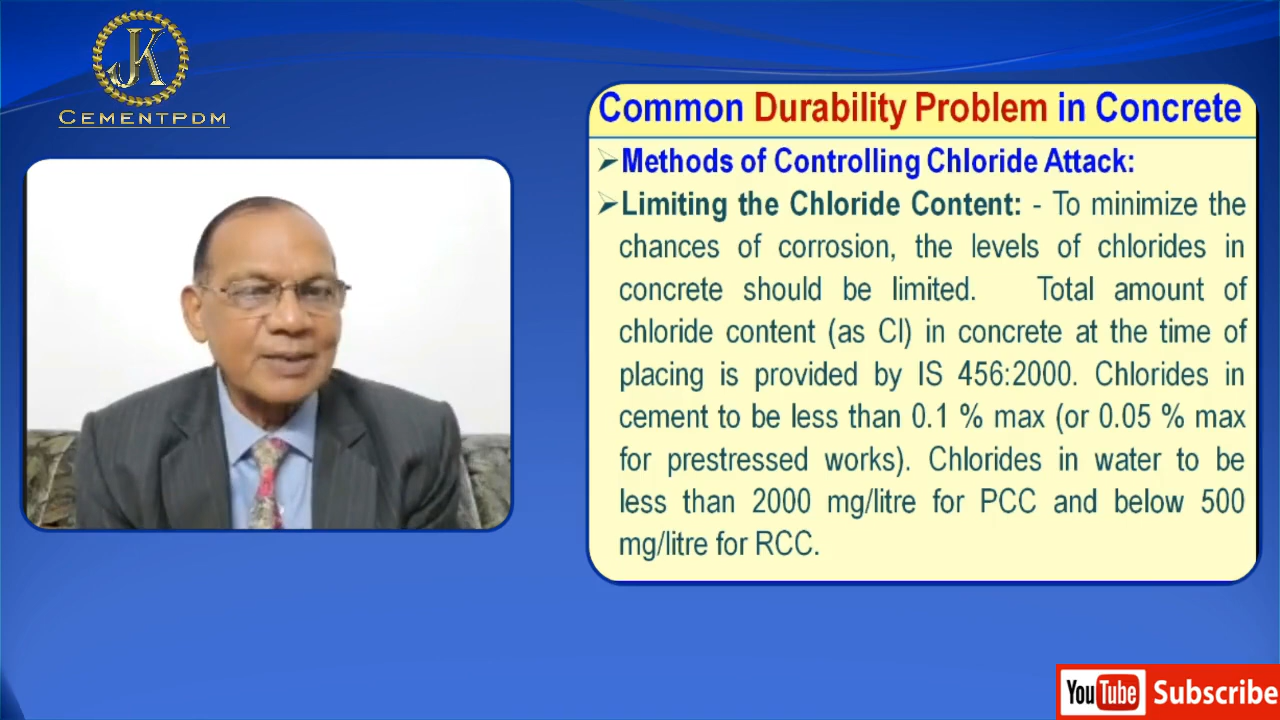 JK
CEMENTPDM
Common Durability Problem in Concrete
➢Methods of Controlling Chloride Attack:
➢Limiting the Chloride Content: - To minimize the
chances of corrosion, the levels of chlorides in
concrete should be limited. Total amount of
chloride content (as Cl) in concrete at the time of
placing is provided by IS 456:2000. Chlorides in
cement to be less than 0.1 % max (or 0.05 % max
for prestressed works). Chlorides in water to be
less than 2000 mg/litre for PCC and below 500
mg/litre for RCC.
YouTube Subscribe